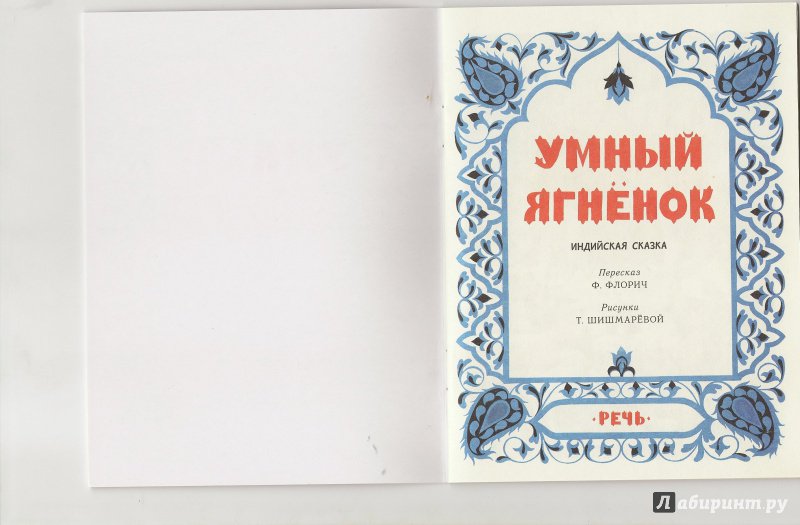 УМНЫЙ
ЯГНЁНОК
ИНДИЙСКАЯ СКАЗКА
Пересказ
Ф. ФЛОРИЧ
Рисунки
Т. ШИШМАРЁВОЙ
·РЕЧЬ·
Лабиринт.ру